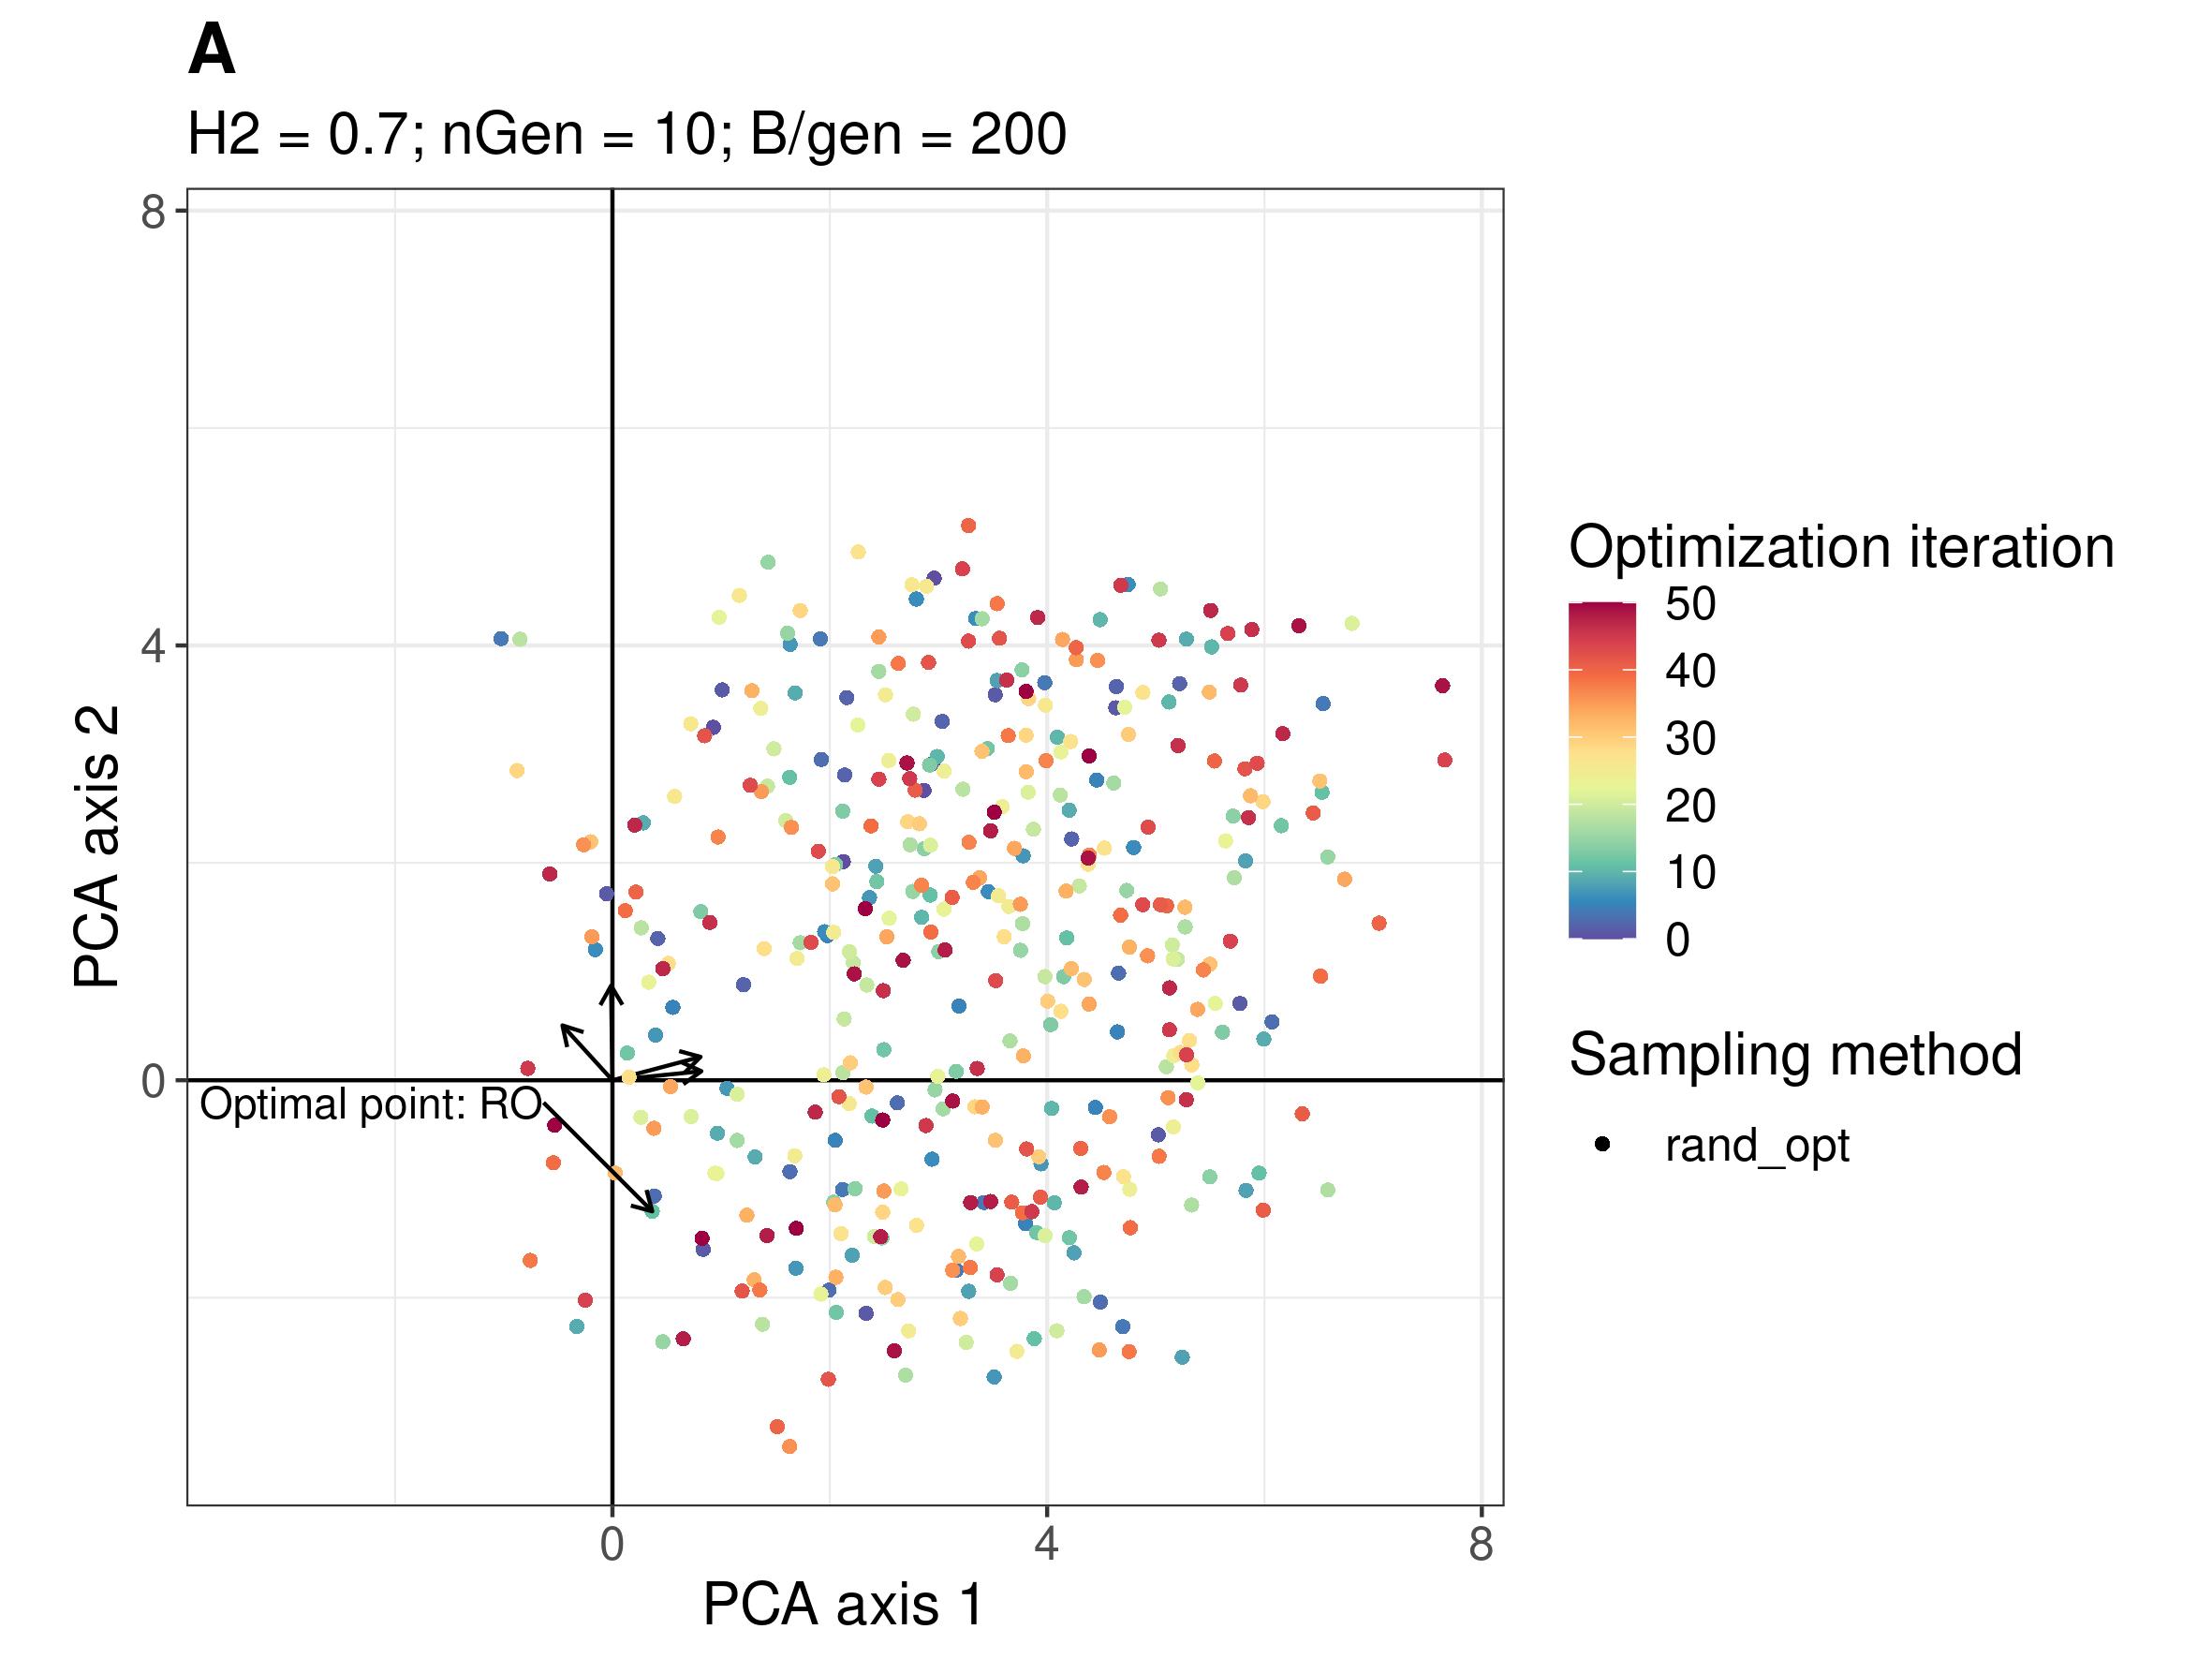 A
H2 = 0.7; nGen = 10; B/gen = 200
8
4
0
PCA axis 2
Optimal point: RO
0
4
8
PCA axis 1
Optimization iteration
50
40
30
20
10
0
Sampling method
rand_opt